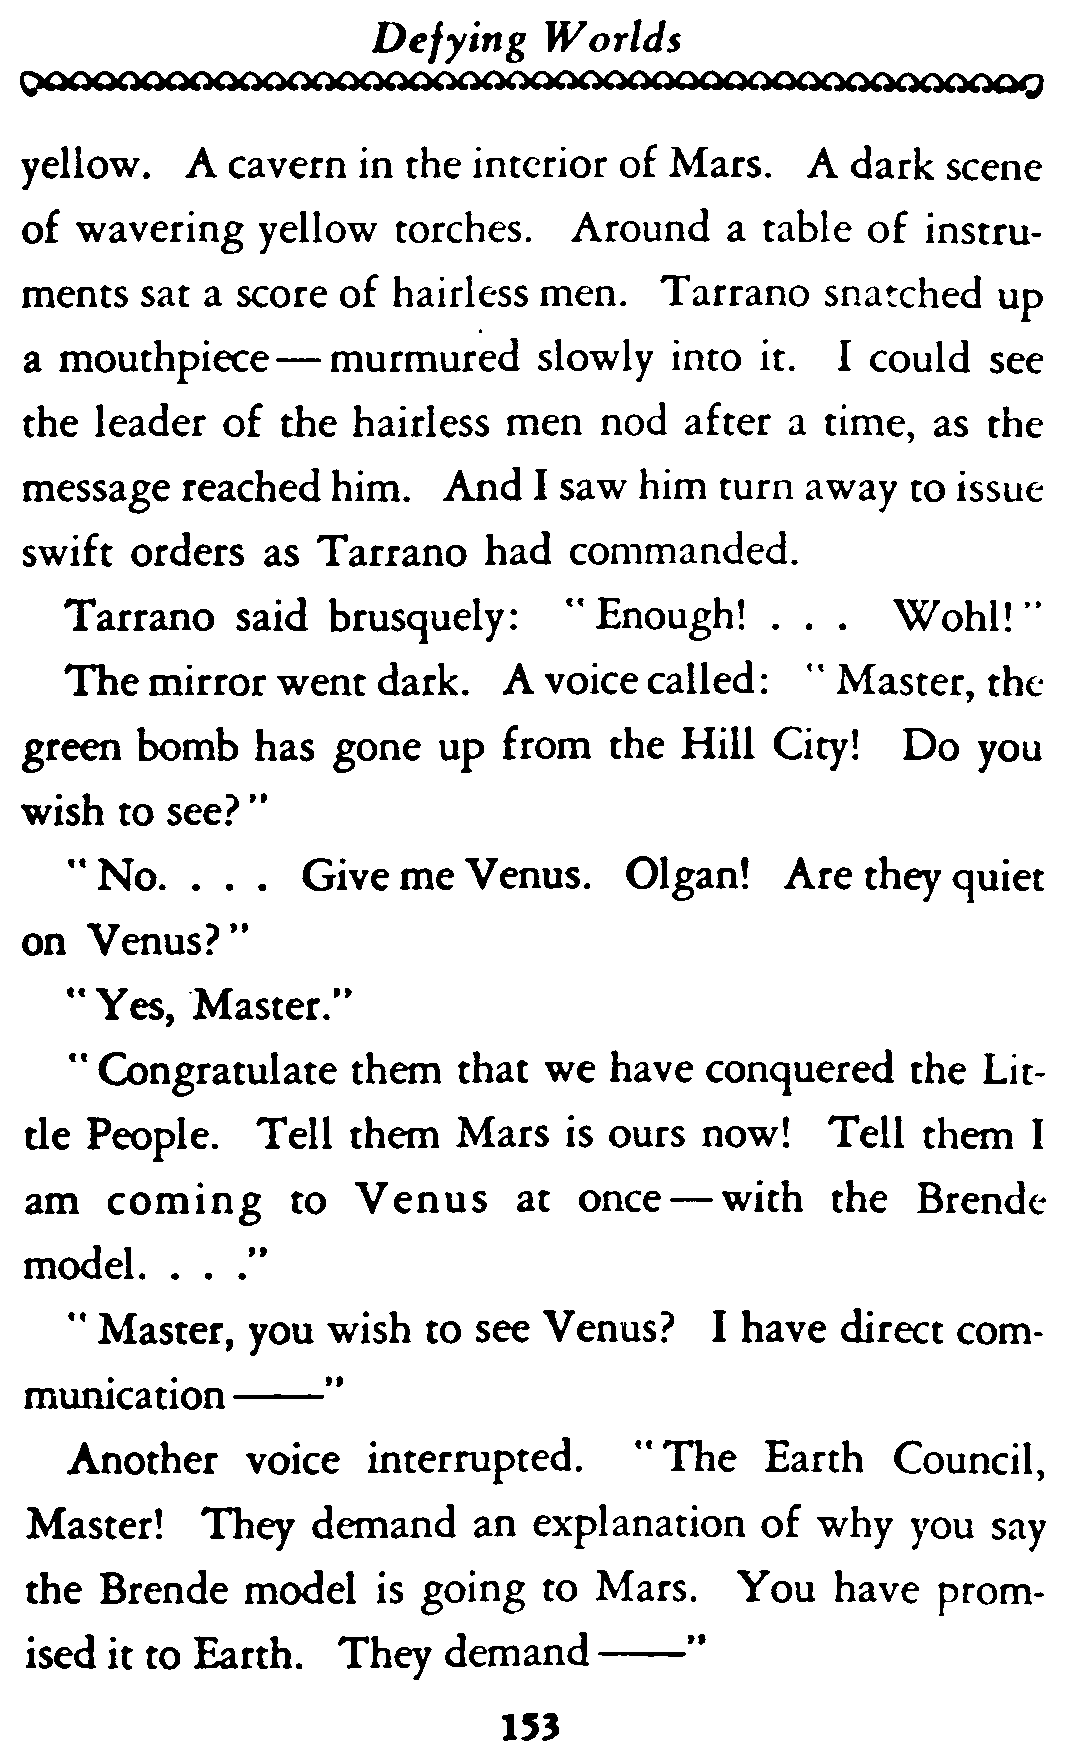 Defying Worlds
yellow. A cavern in the interior of Mars. A dark scene
of wavering yellow torches. Around a table of instru-
ments sat a score of hairless men. Tarrano snatched up
a mouthpiece—murmured slowly into it. I could see
the leader of the hairless men nod after a time, as the
message reached him. And I saw him turn away to issue
swift orders as Tarrano had commanded.
Tarrano said brusquely: "Enough! . . . Wohl!"
The mirror went dark. A voice called: "Master, the
green bomb has gone up from the Hill City! Do you
wish to see?"
"No. . . . Give me Venus. Olgan! Are they quiet
on Venus?"
"Yes, Master."
"Congratulate them that we have conquered the Lit-
tle People. Tell them Mars is ours now! Tell them I
am coming to Venus at once—with the Brende
model. . . ."
"Master, you wish to see Venus? I have direct com-
munication——"
Another voice interrupted. "The Earth Council,
Master! They demand an explanation of why you say
the Brende model is going to Mars. You have prom-
ised it to Earth. They demand——"
153